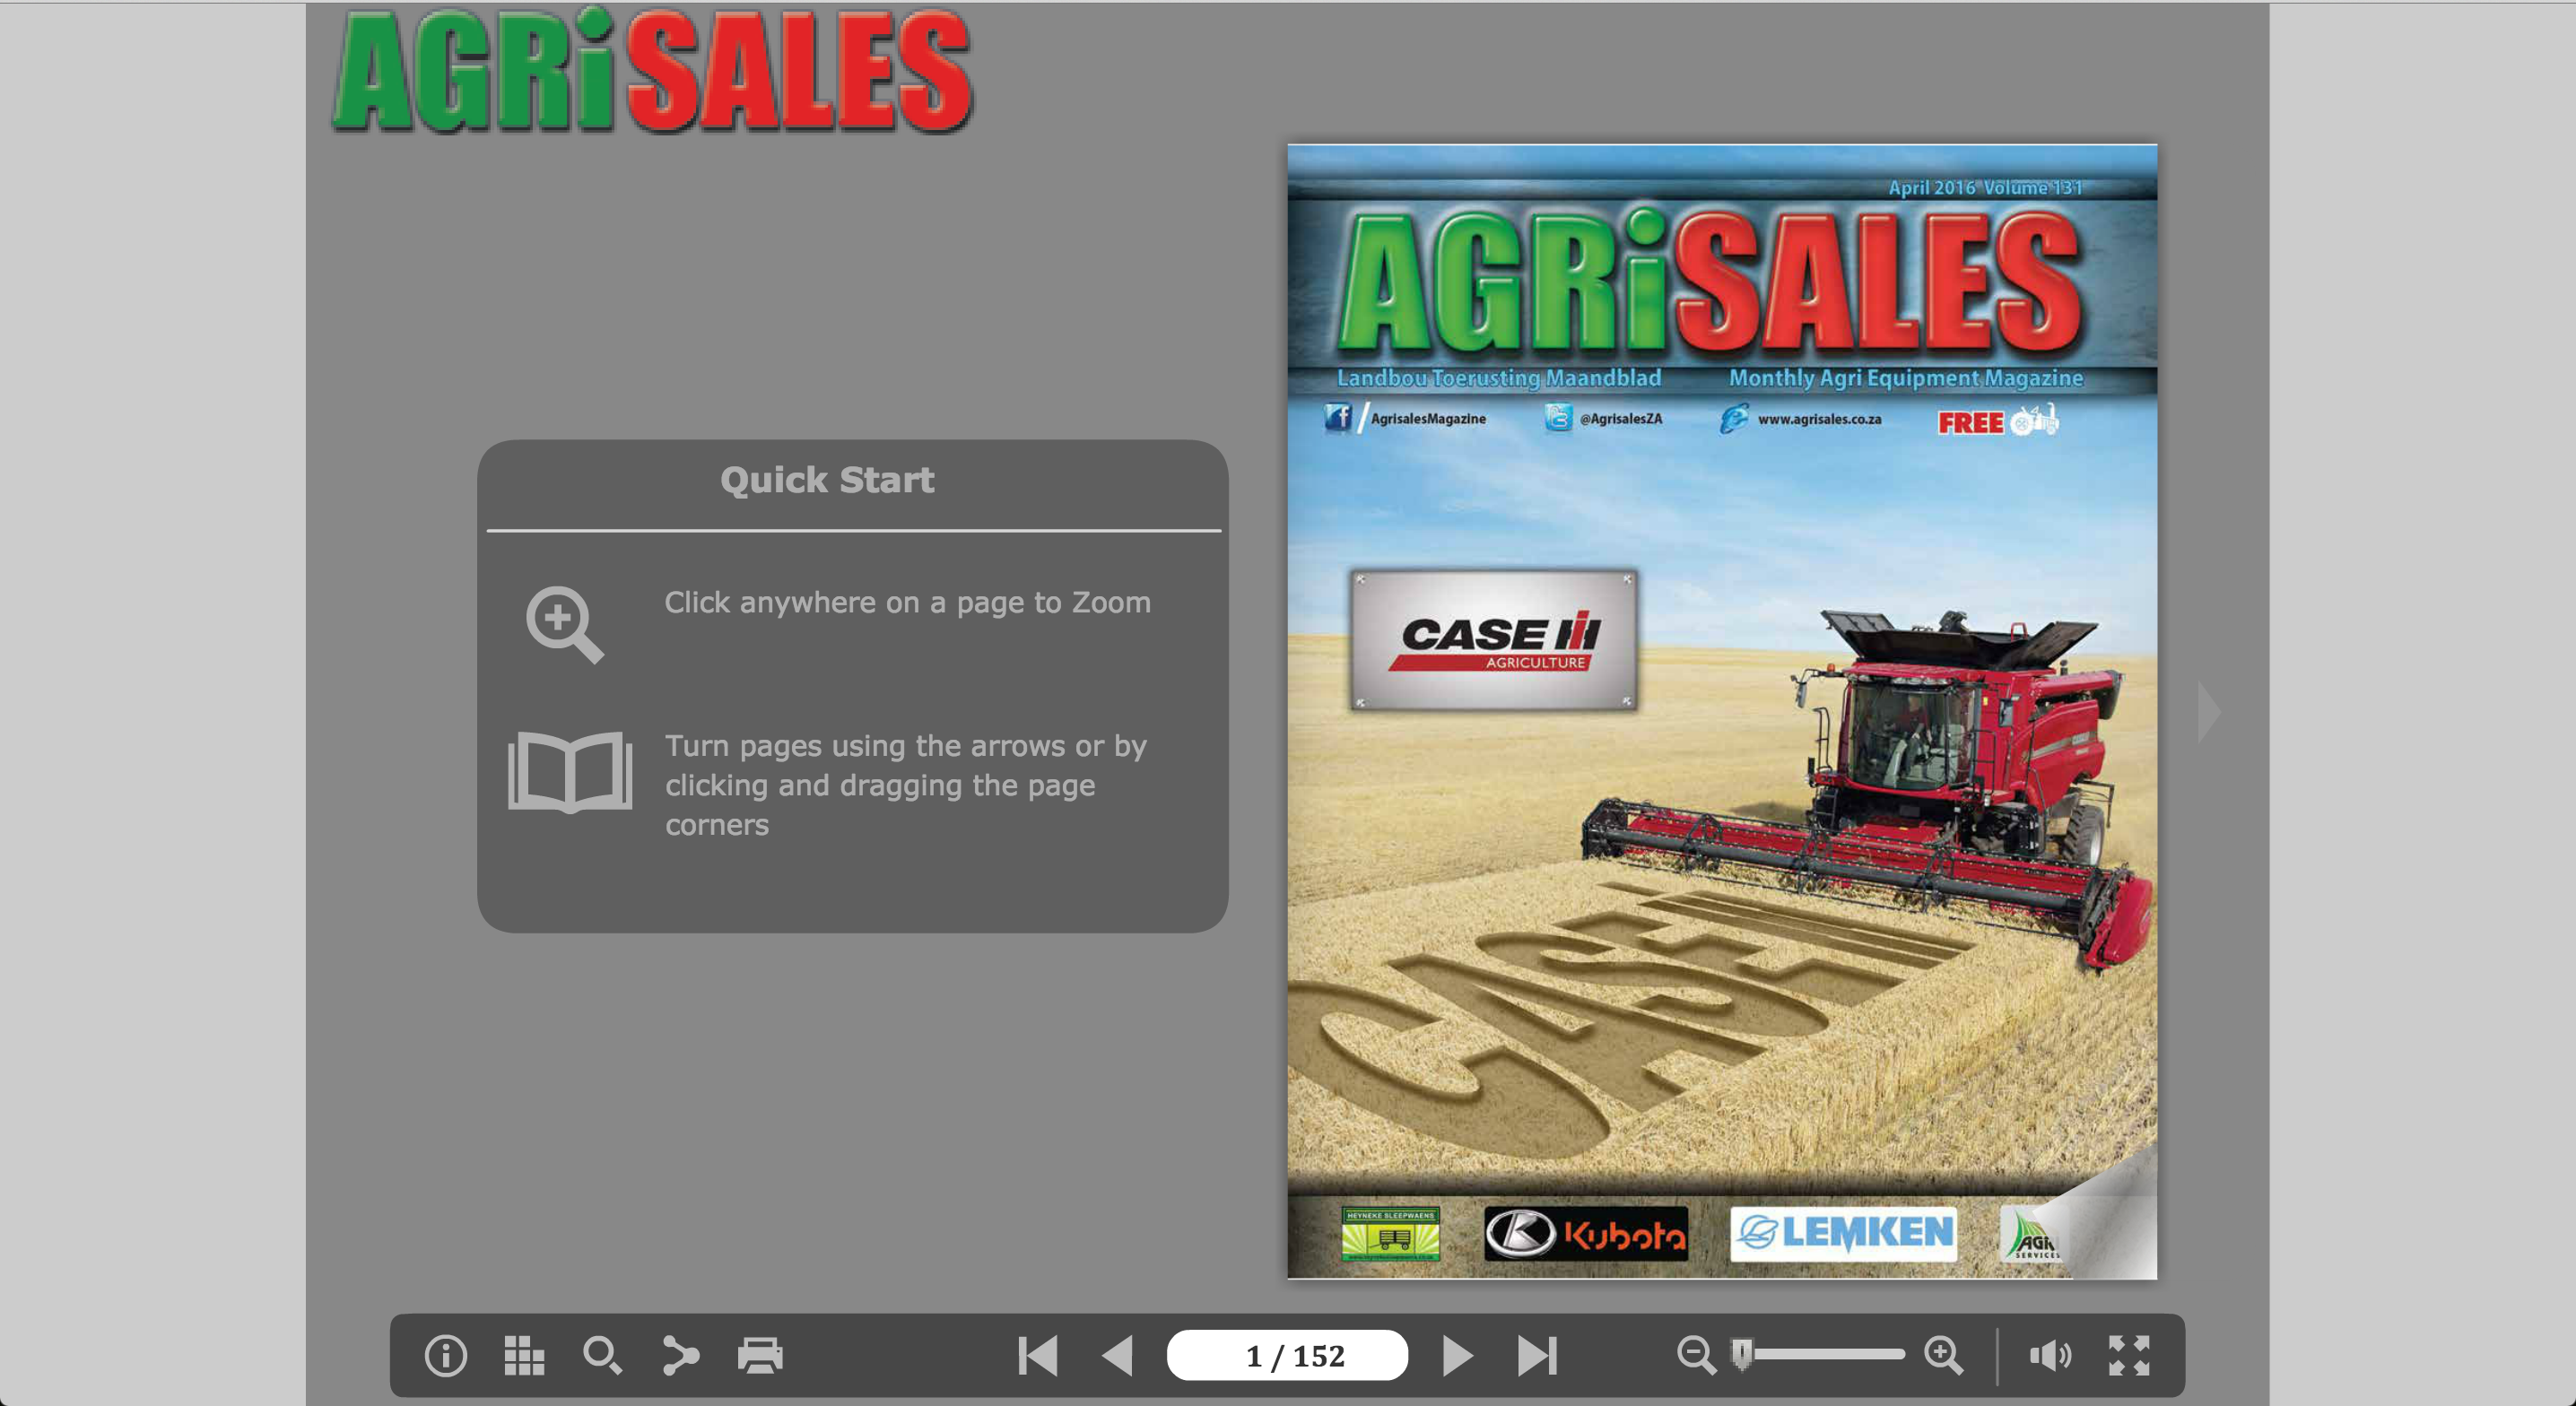 AGRiSALES
Quick Start
Click anywhere on a page to Zoom
Turn pages using the arrows or by
clicking and dragging the page
corners
April 2016 Volume 131
AGRiSALES
Landbou Toerusting Maandblad Monthly Agri Equipment Magazine
/AgrisalesMagazine @AgrisalesZA www.agrisales.co.za FREE
CASE IH
AGRICULTURE
CASE IH
HEYNEKE SLEEPWAENS
Kubota
LEMKEN
SERVICES
1 / 152